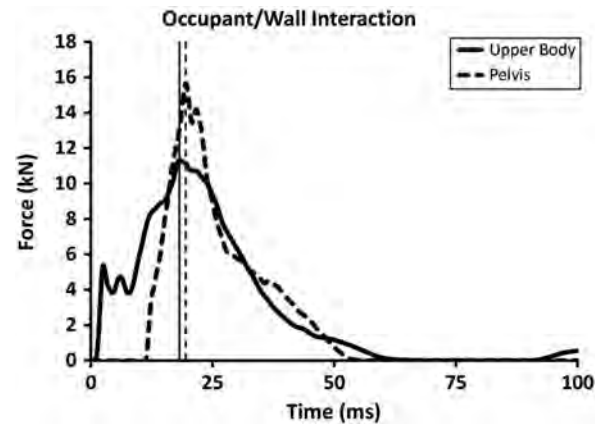 Occupant/Wall Interaction
18
16
14
12
10
8
6
4
2
0
Force (kN)
Upper Body
Pelvis
0 25 50 75 100
Time (ms)